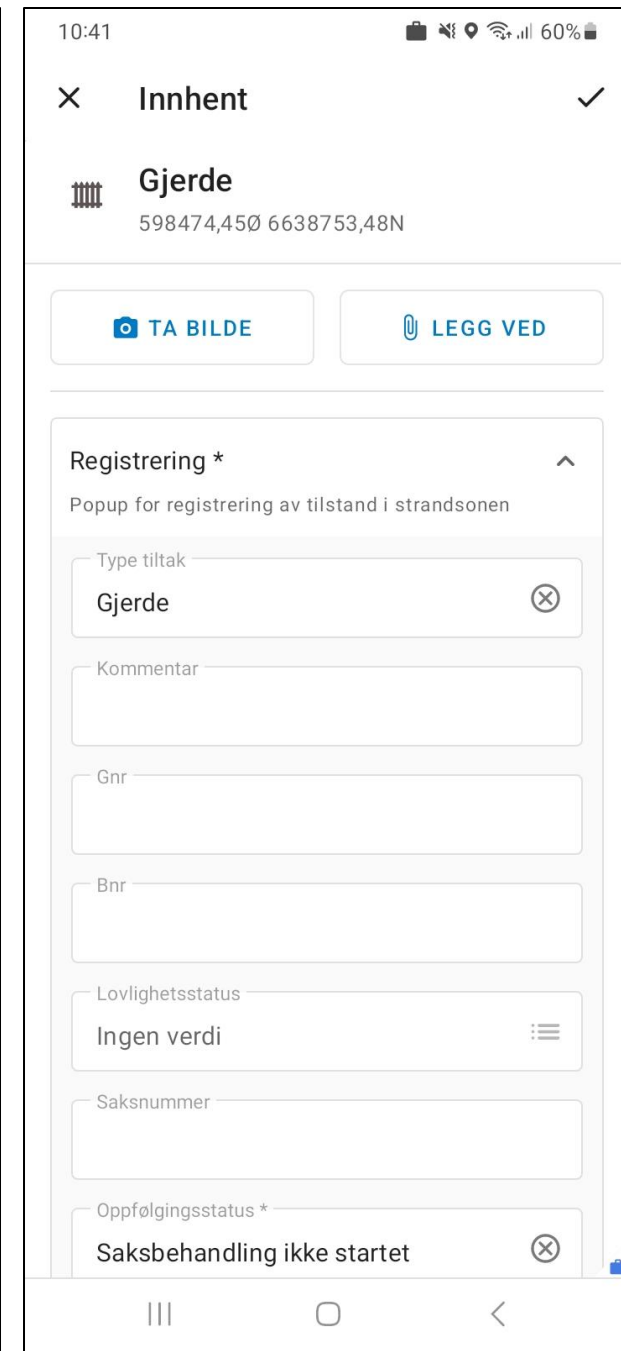 10:41
60%
Innhent
Gjerde
598474,45Ø 6638753,48N
TA BILDE
LEGG VED
Registrering *
Popup for registrering av tilstand i strandsonen
Type tiltak
Gjerde
Kommentar
Gnr
Bnr
Lovlighetsstatus
Ingen verdi
Saksnummer
Oppfølgingsstatus *
Saksbehandling ikke startet